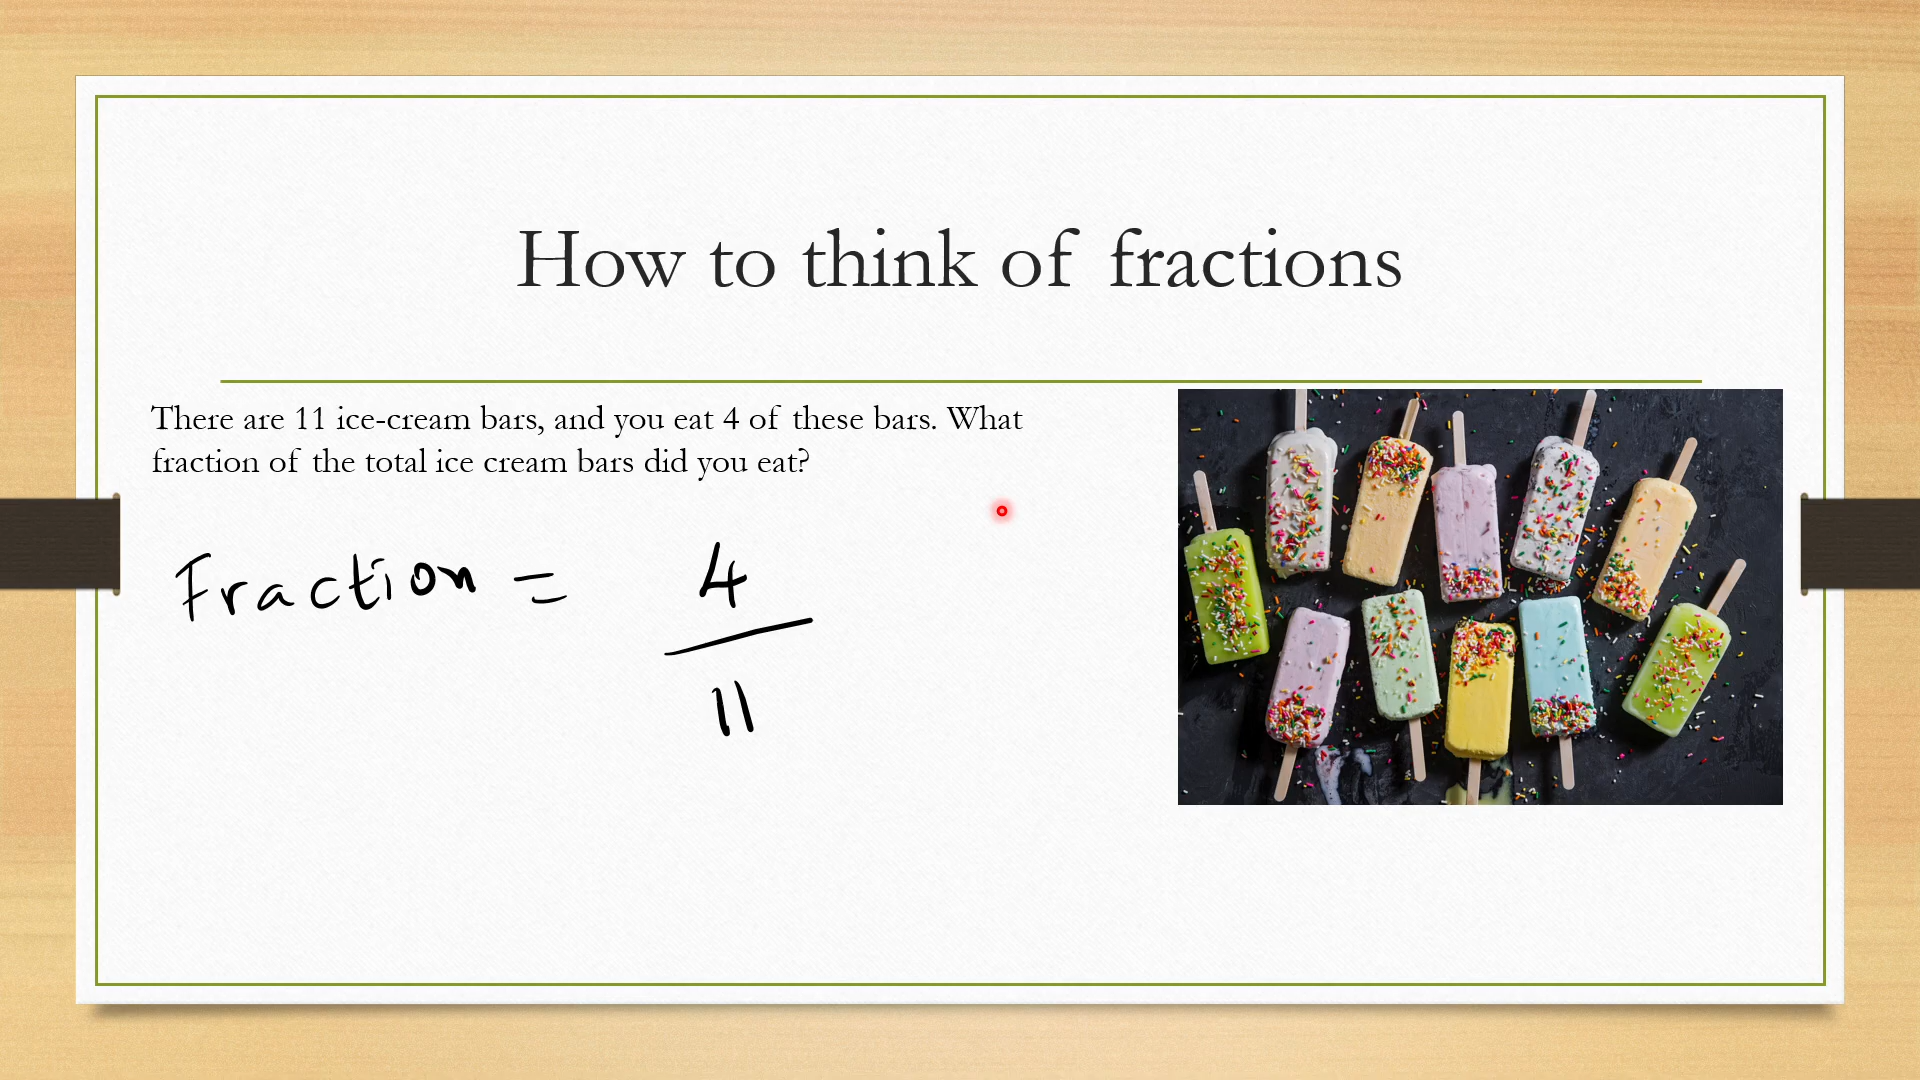 How to think of fractions
There are 11 ice-cream bars, and you eat 4 of these bars. What
fraction of the total ice cream bars did you eat?
Fraction = 4
11